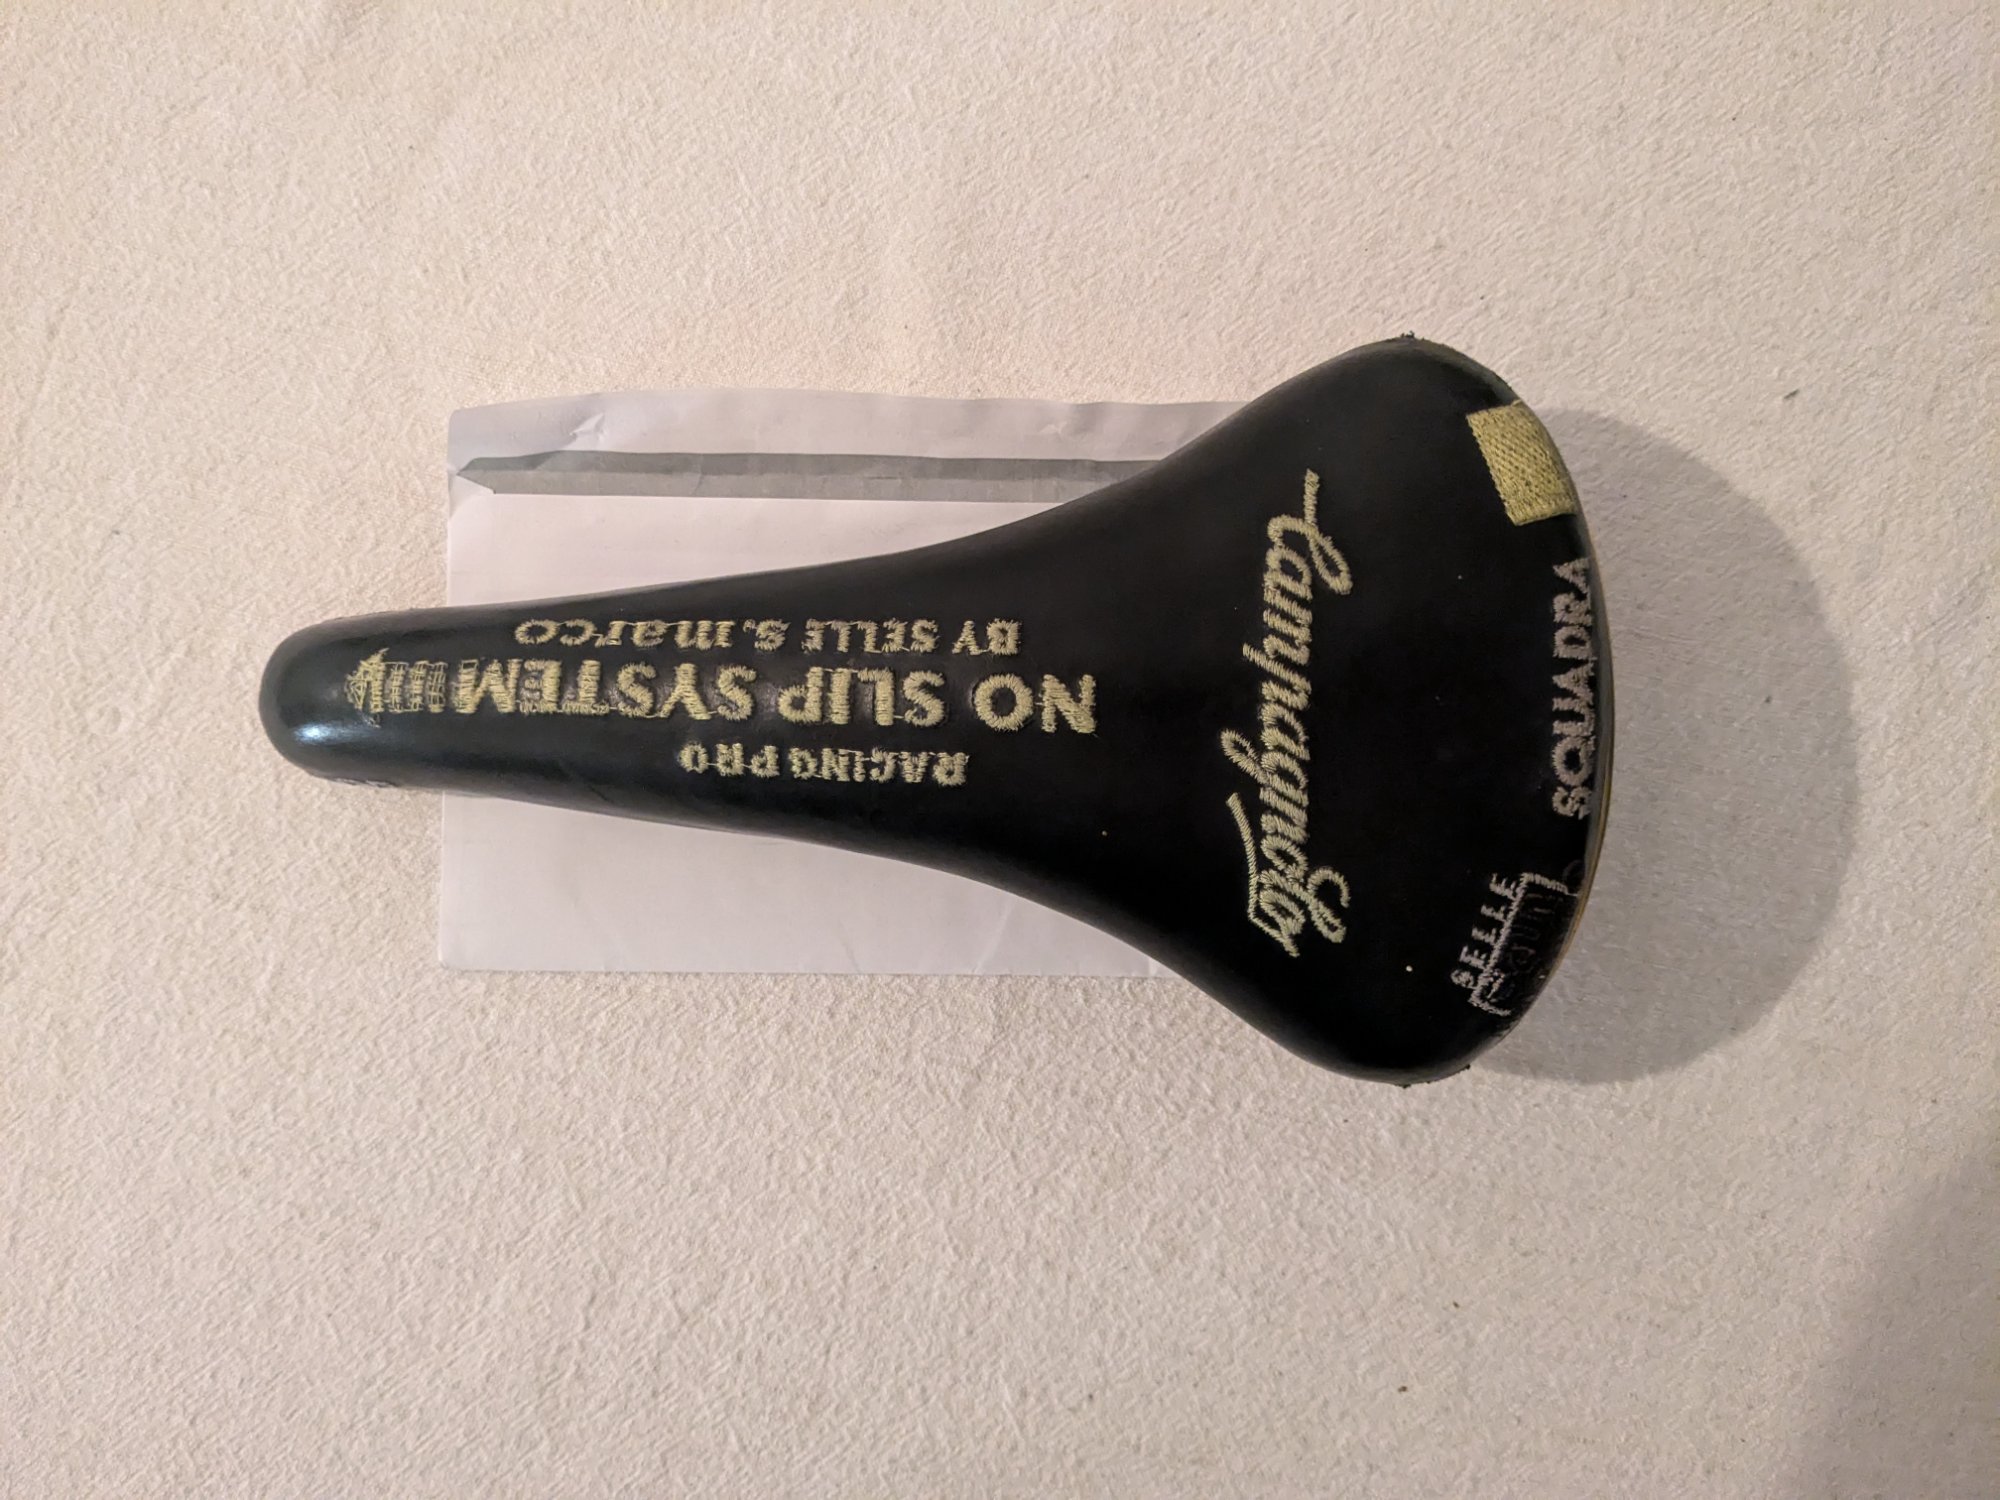 RACING PRO
NO SLIP SYSTEM
BY SELLE S.marco
Campagnolo
SQUADRA
SELLE